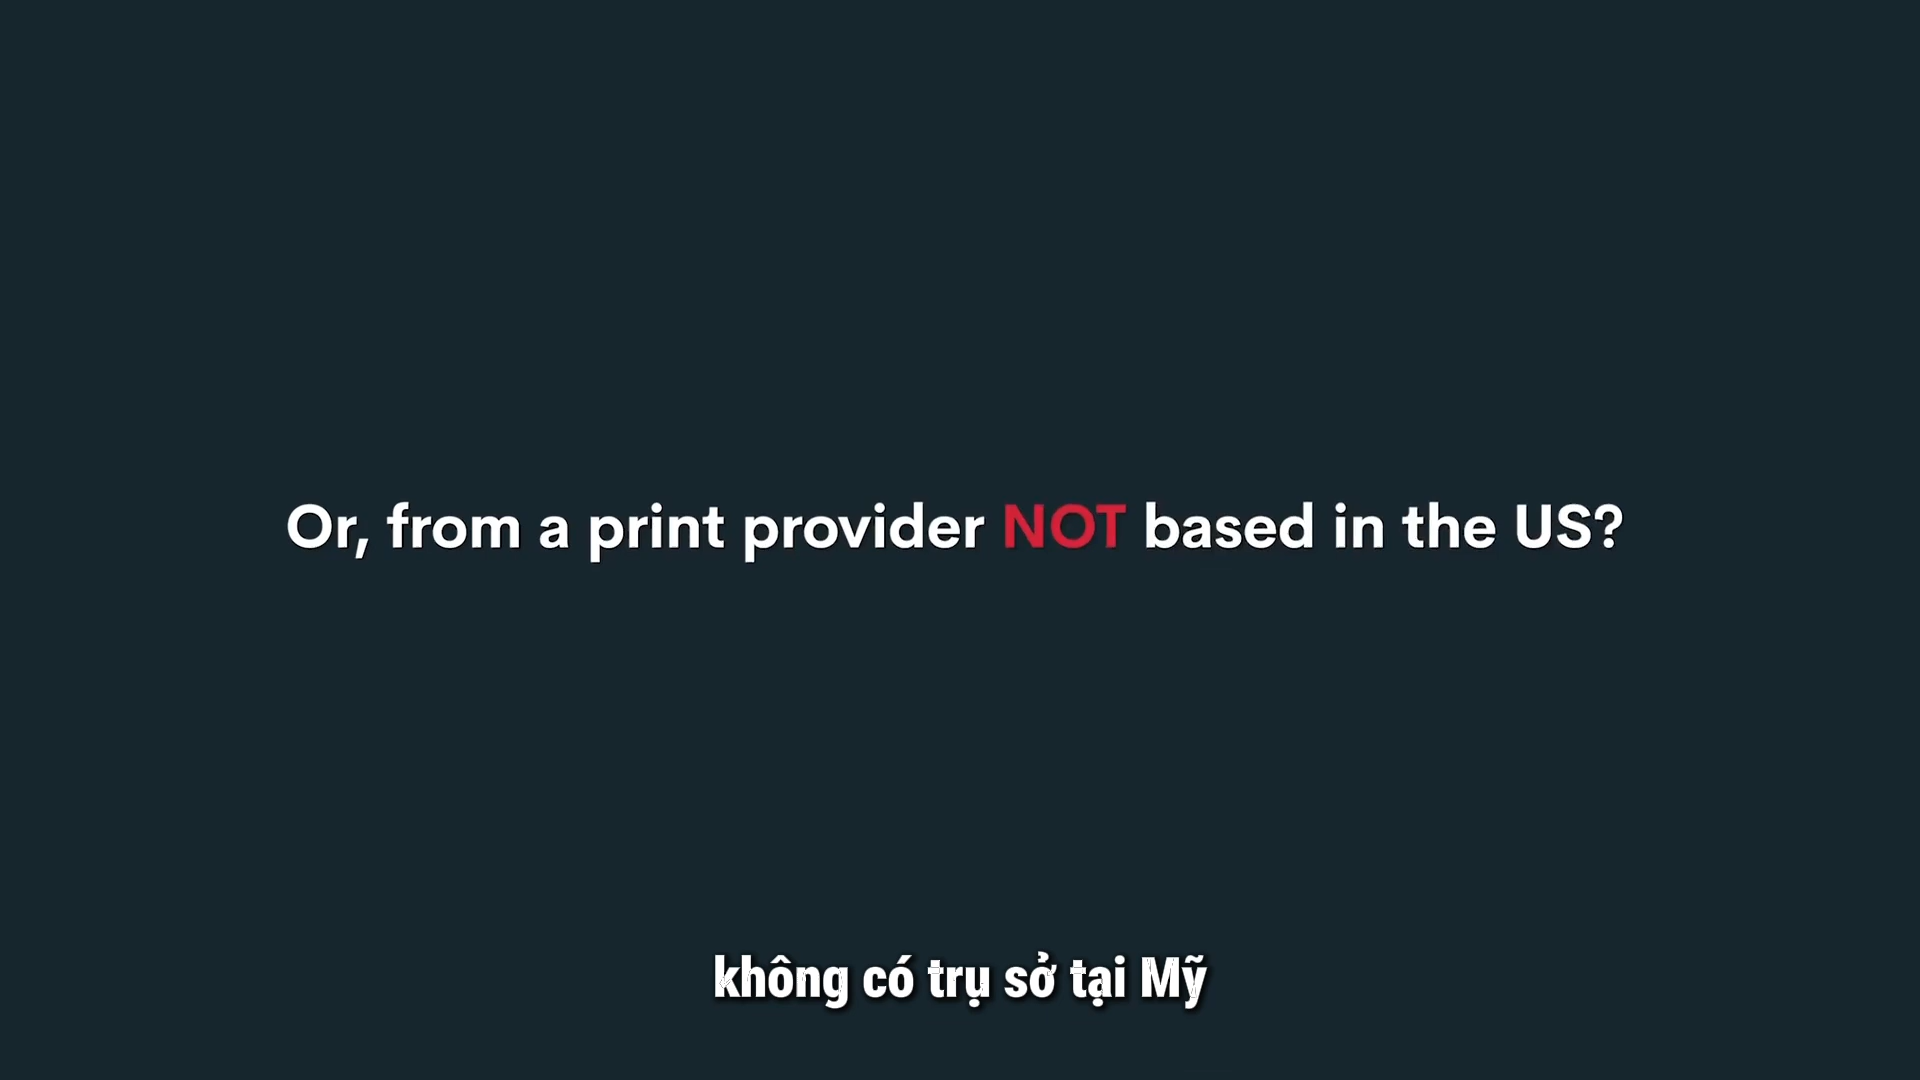 Or, from a print provider NOT based in the US?
không có trụ sở tại Mỹ